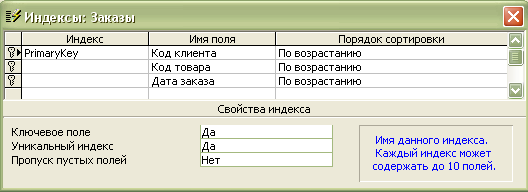 Индексы: Заказы
Индекс Имя поля Порядок сортировки
PrimaryKey Код клиента По возрастанию
Код товара По возрастанию
Дата заказа По возрастанию
Свойства индекса
Ключевое поле Да
Уникальный индекс Да
Пропуск пустых полей Нет
Имя данного индекса.
Каждый индекс может
содержать до 10 полей.